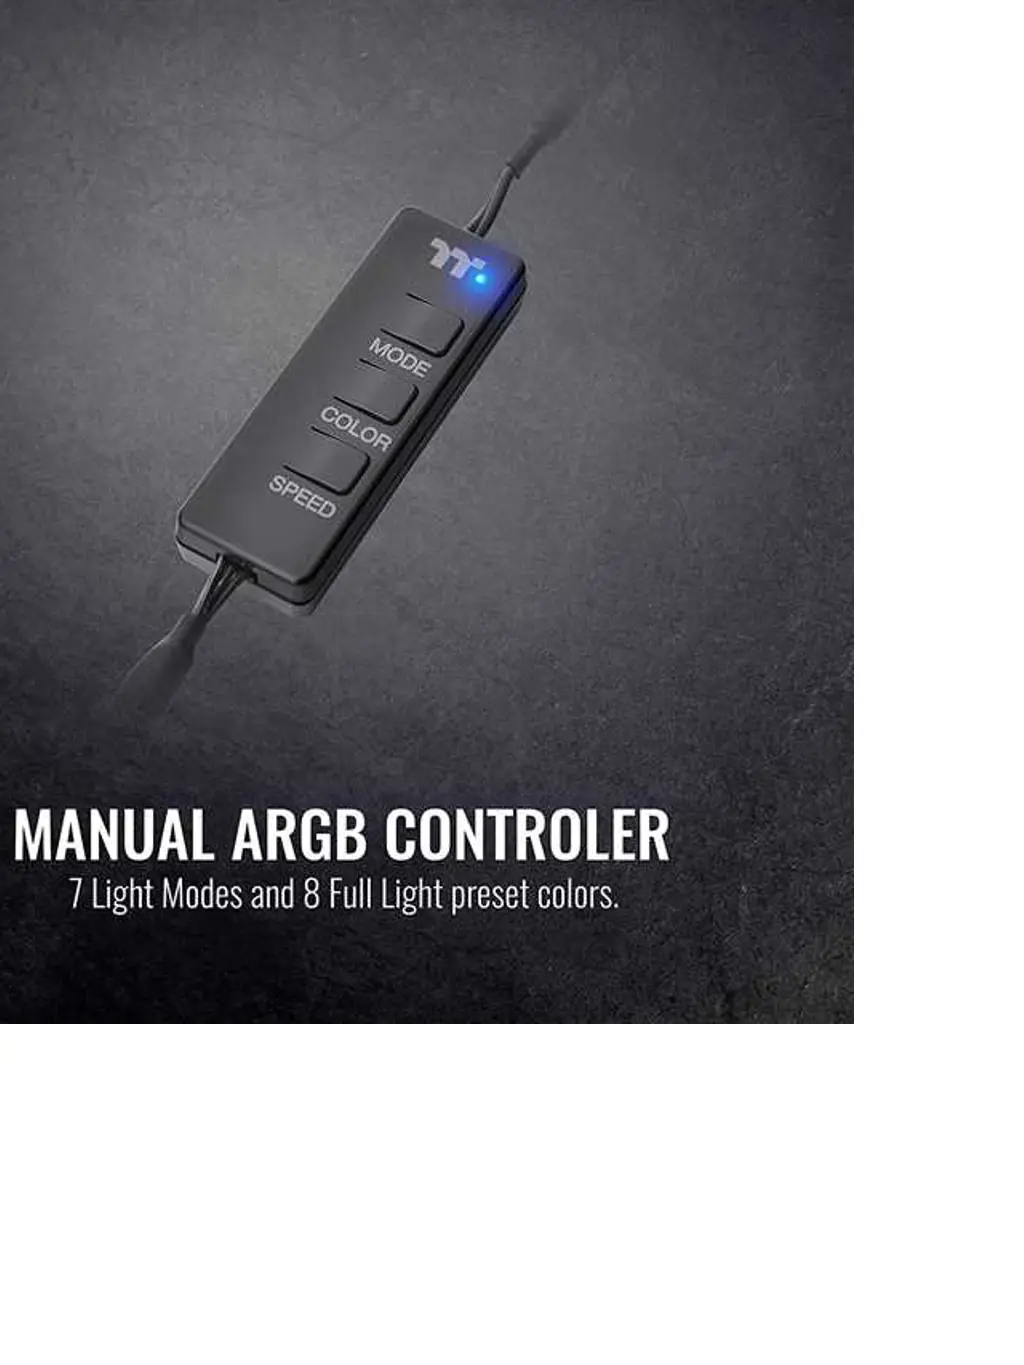 MODE
COLOR
SPEED
MANUAL ARGB CONTROLER
7 Light Modes and 8 Full Light preset colors.